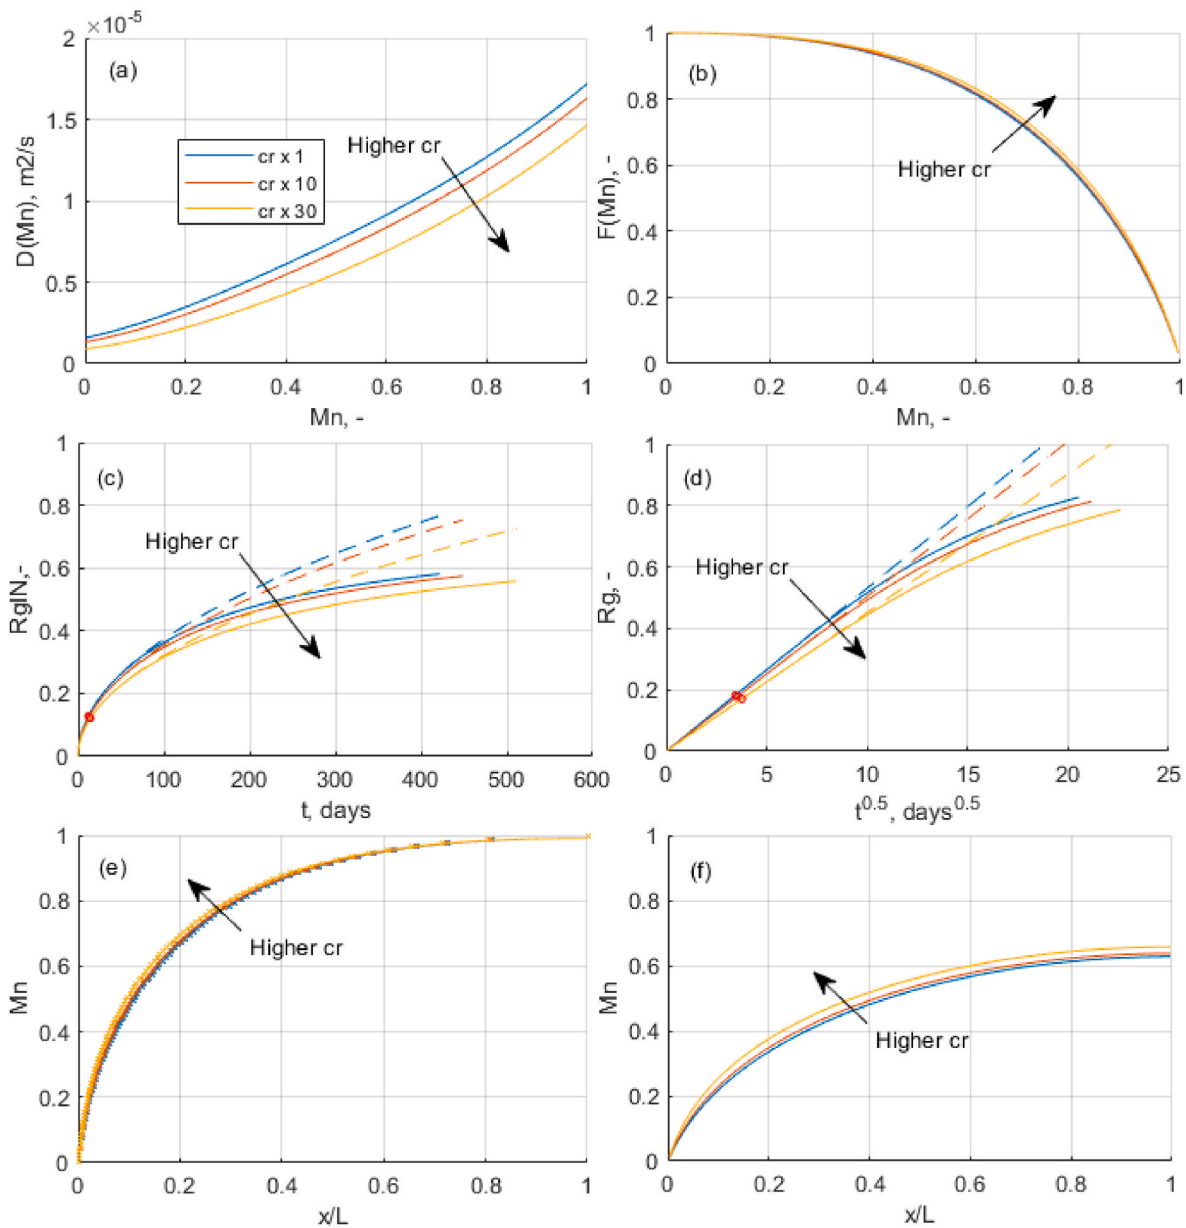 ×10⁻⁵
2
1.5
1
0.5
0
D(Mn), m2/s
(a)
cr x 1
cr x 10
cr x 30
Higher cr
0 0.2 0.4 0.6 0.8 1
Mn, -
1
0.8
0.6
0.4
0.2
0
F(Mn), -
(b)
Higher cr
0 0.2 0.4 0.6 0.8 1
Mn, -
1
0.8
0.6
0.4
0.2
0
RgIN,-
(c)
Higher cr
0 100 200 300 400 500 600
t, days
1
0.8
0.6
0.4
0.2
0
Rg, -
(d)
Higher cr
0 5 10 15 20 25
t⁰·⁵, days⁰·⁵
1
0.8
0.6
0.4
0.2
0
Mn
(e)
Higher cr
0 0.2 0.4 0.6 0.8 1
x/L
1
0.8
0.6
0.4
0.2
0
Mn
(f)
Higher cr
0 0.2 0.4 0.6 0.8 1
x/L